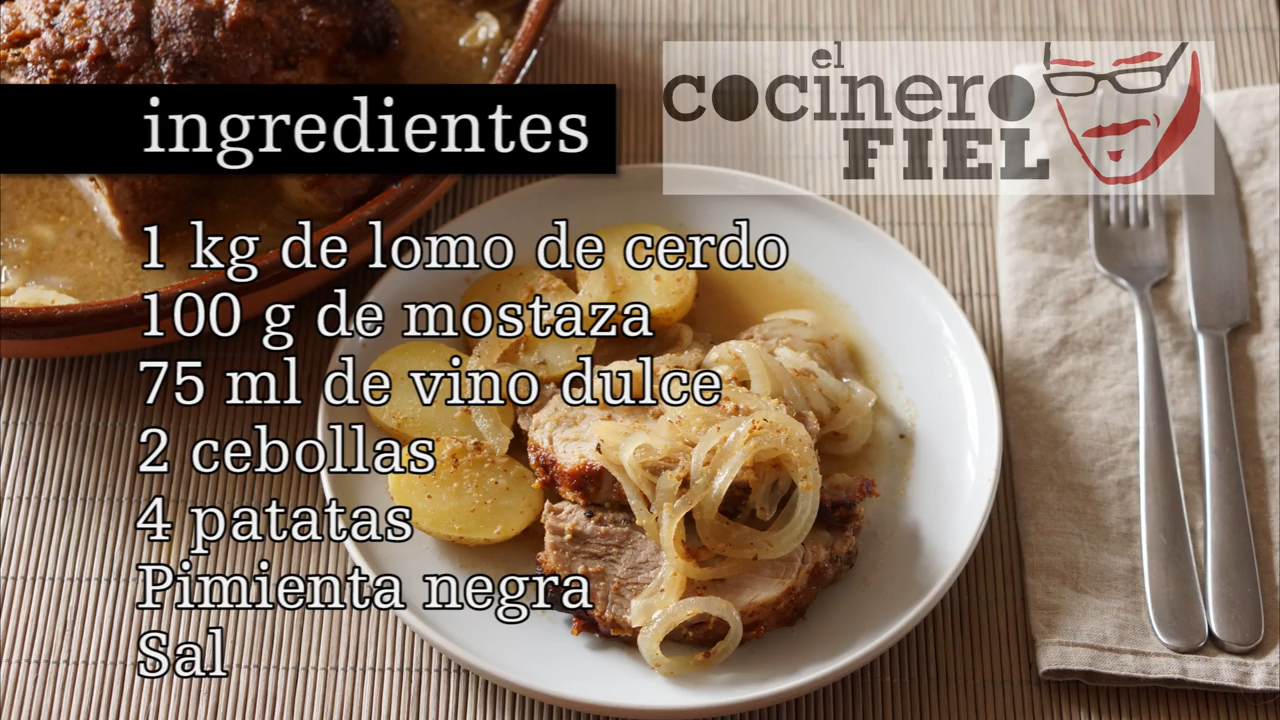 el
cocinero
FIEL
ingredientes
1 kg de lomo de cerdo
100 g de mostaza
75 ml de vino dulce
2 cebollas
4 patatas
Pimienta negra
Sal